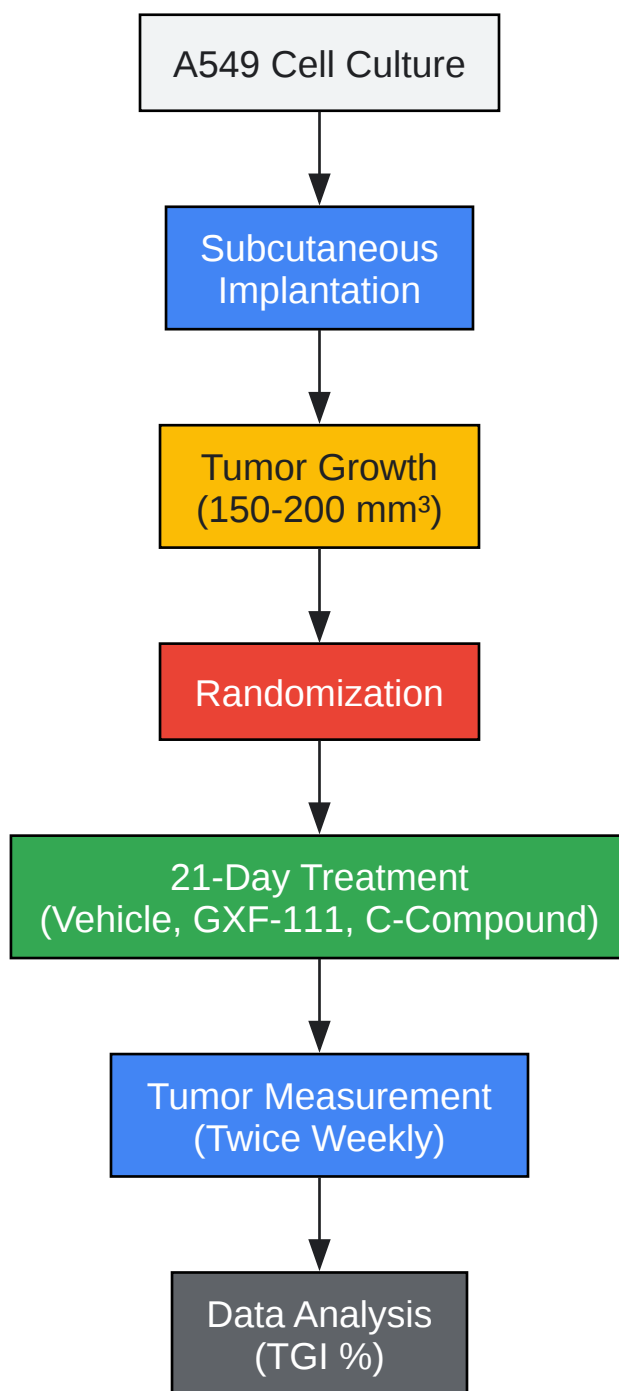 A549 Cell Culture
Subcutaneous
Implantation
Tumor Growth
(150-200 mm³)
Randomization
21-Day Treatment
(Vehicle, GXF-111, C-Compound)
Tumor Measurement
(Twice Weekly)
Data Analysis
(TGI %)